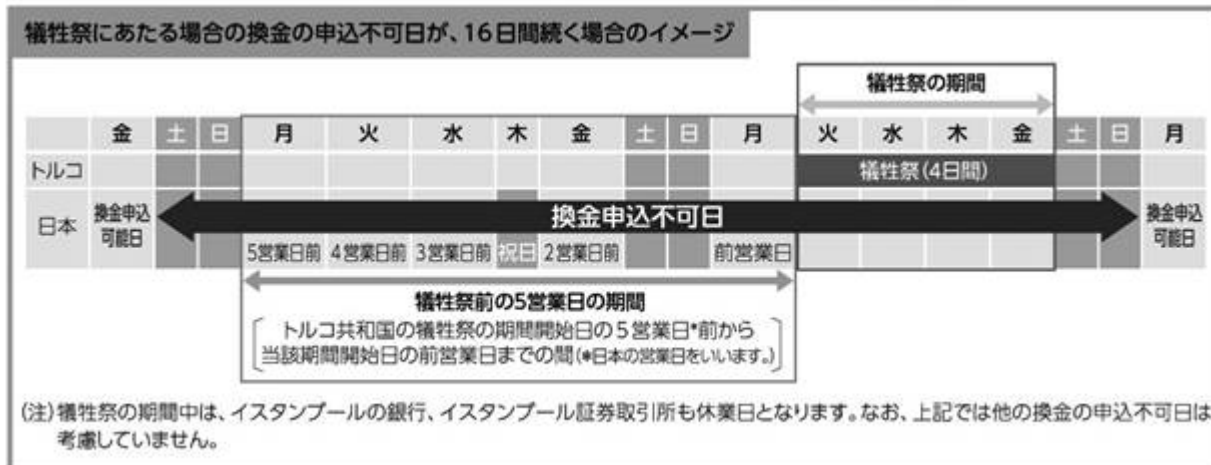 犠牲祭にあたる場合の換金の申込不可日が、16日間続く場合のイメージ
犠牲祭の期間
金 土 日 月 火 水 木 金 土 日 月 火 水 木 金 土 日 月
トルコ 犠牲祭(4日間)
日本 換金申込可能日 換金申込不可日 換金申込可能日
5営業日前 4営業日前 3営業日前 祝日 2営業日前 前営業日
犠牲祭前の5営業日の期間
トルコ共和国の犠牲祭の期間開始日の5営業日*前から
当該期間開始日の前営業日までの間(*日本の営業日をいいます。)
(注)犠牲祭の期間中は、イスタンブールの銀行、イスタンブール証券取引所も休業日となります。なお、上記では他の換金の申込不可日は
考慮していません。